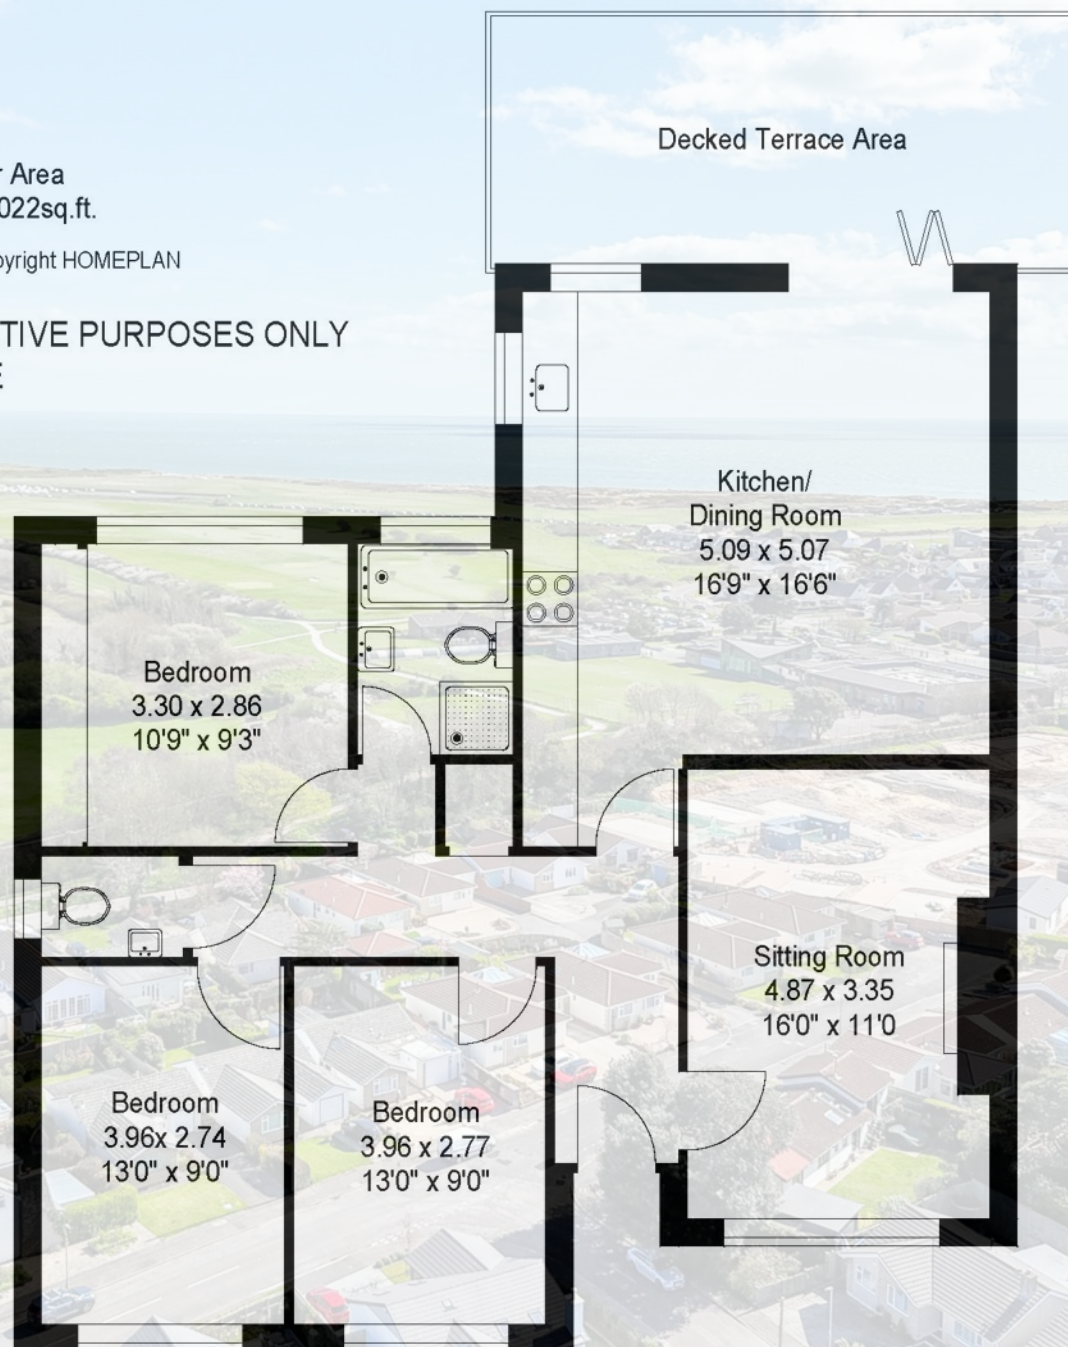 r Area
022sq.ft.
pyright HOMEPLAN
TIVE PURPOSES ONLY
E
Decked Terrace Area
Kitchen/
Dining Room
5.09 x 5.07
16'9" x 16'6"
Bedroom
3.30 x 2.86
10'9" x 9'3"
Sitting Room
4.87 x 3.35
16'0" x 11'0
Bedroom
3.96x 2.74
13'0" x 9'0"
Bedroom
3.96 x 2.77
13'0" x 9'0"